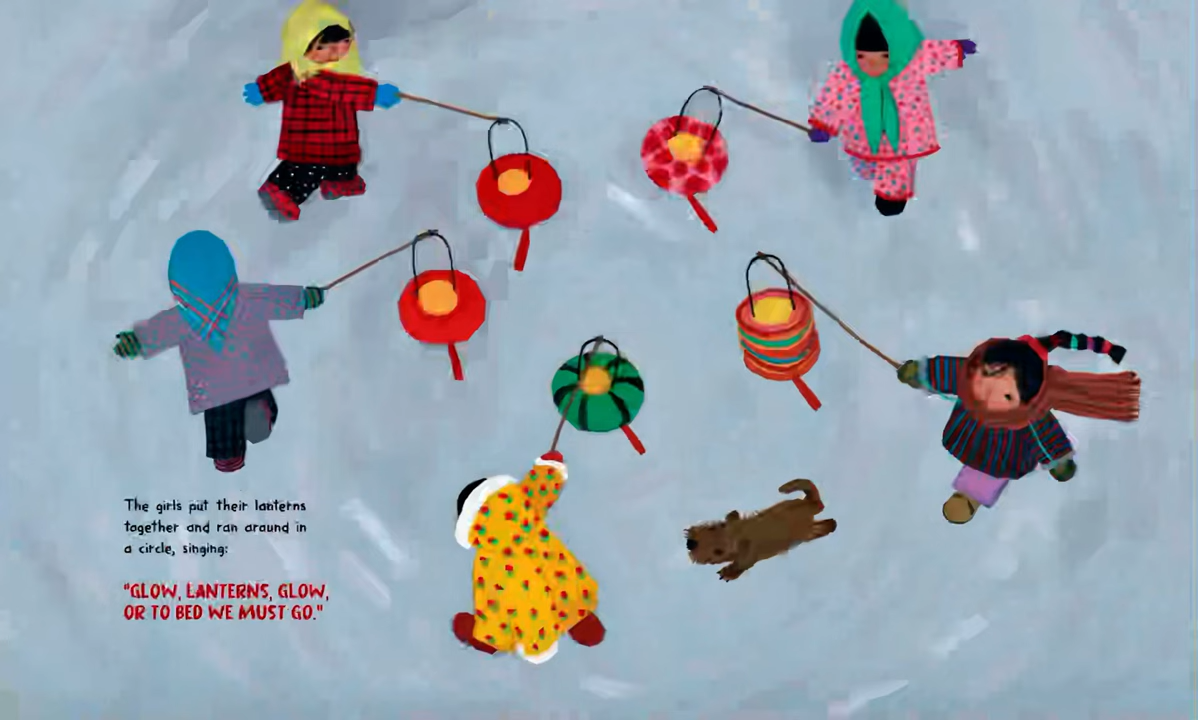 The girls put their lanterns
together and ran around in
a circle, singing:
"GLOW, LANTERNS, GLOW,
OR TO BED WE MUST GO."